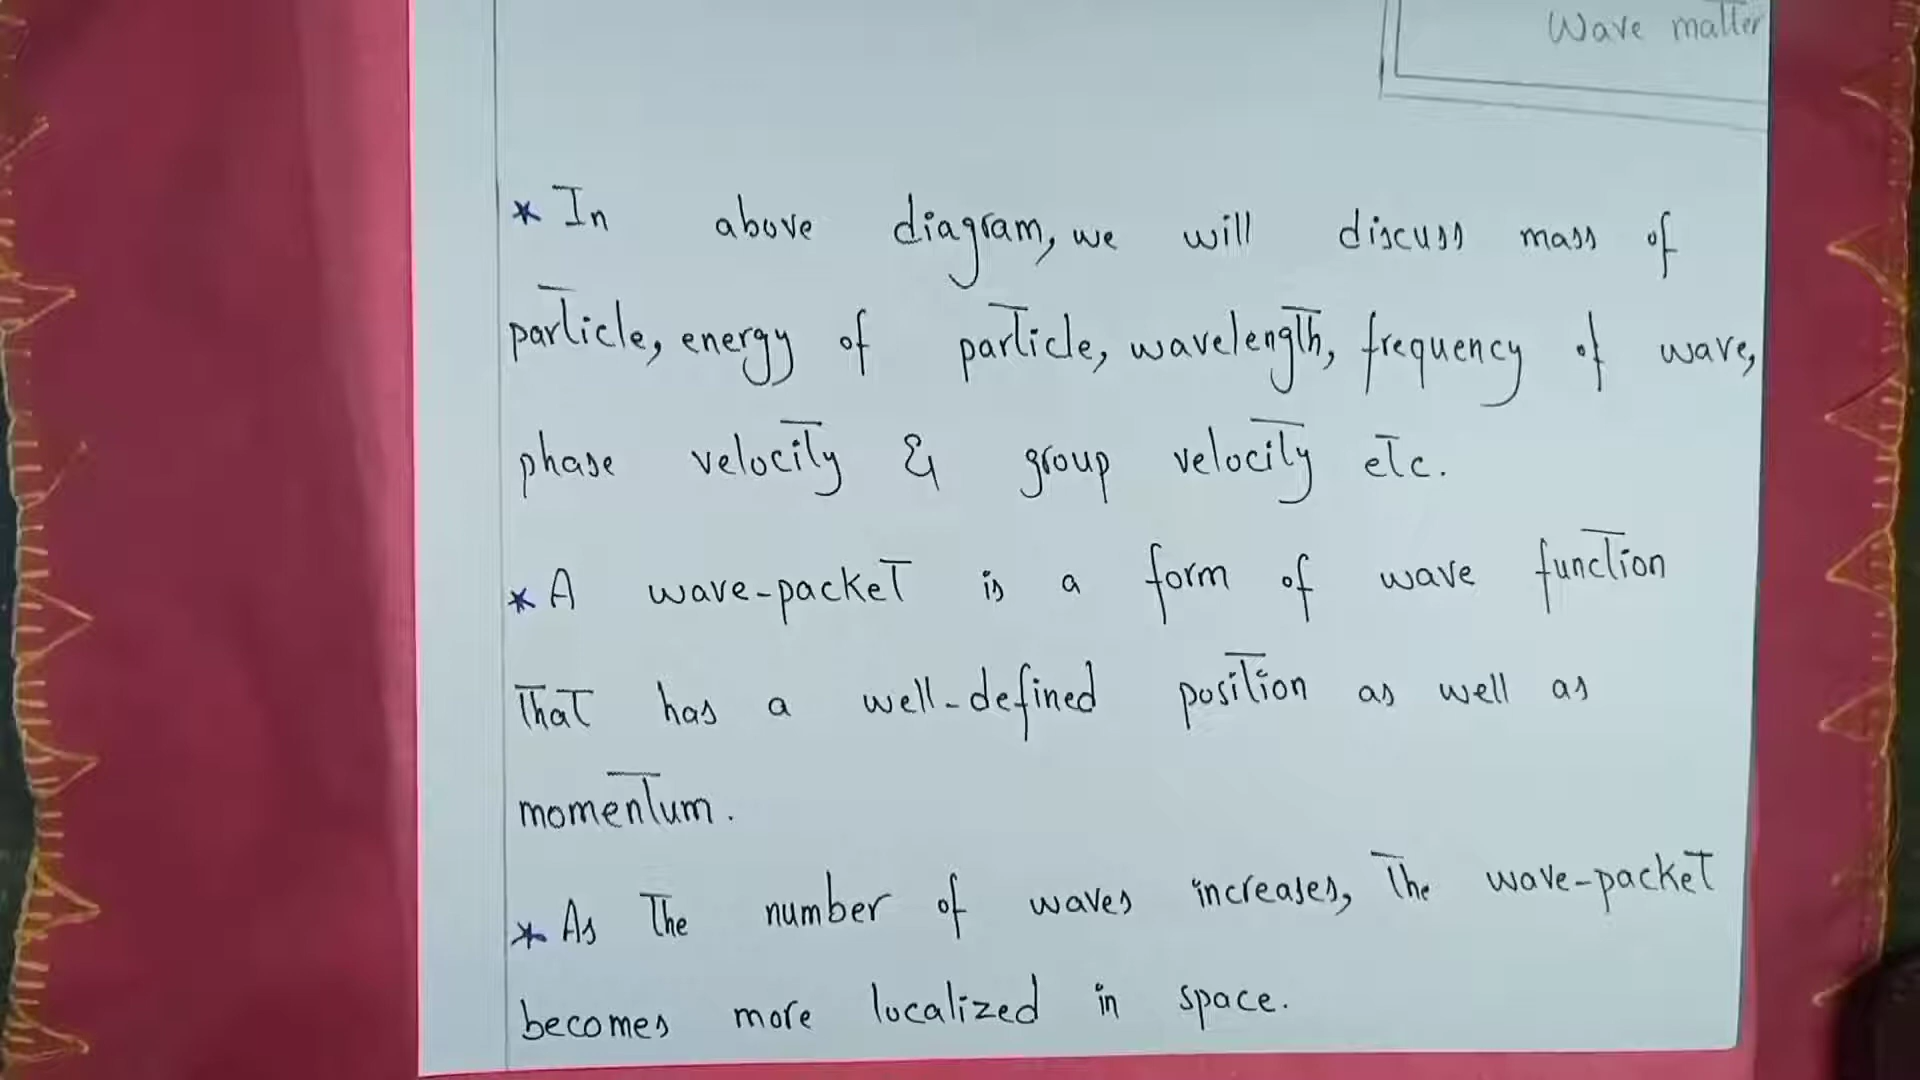 Wave matter
* In above diagram, we will discuss mass of
particle, energy of particle, wavelength, frequency of wave,
phase velocity & group velocity etc.
* A wave-packet is a form of wave function
that has a well-defined position as well as
momentum.
* As the number of waves increases, the wave-packet
becomes more localized in space.